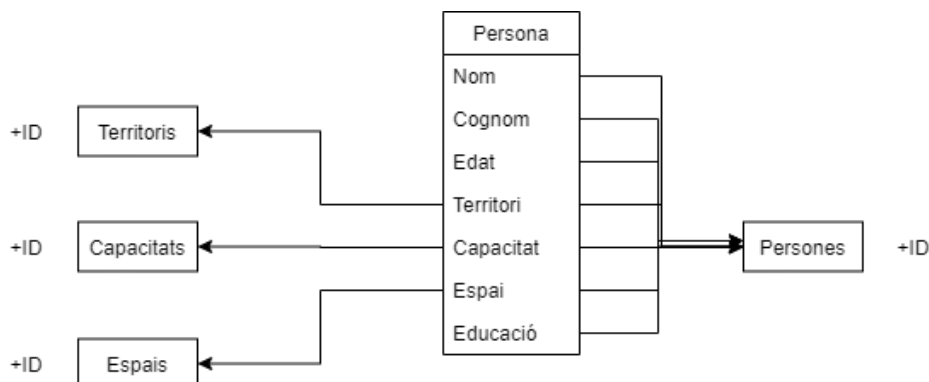 Persona
Nom
Cognom
Edat
Territori
Capacitat
Espai
Educació
+ID Territoris
+ID Capacitats
+ID Espais
Persones +ID